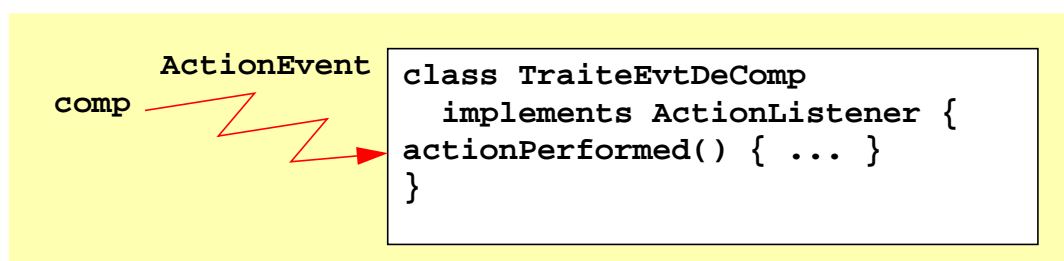 ActionEvent
comp
class TraiteEvtDeComp
implements ActionListener {
actionPerformed() { ... }
}